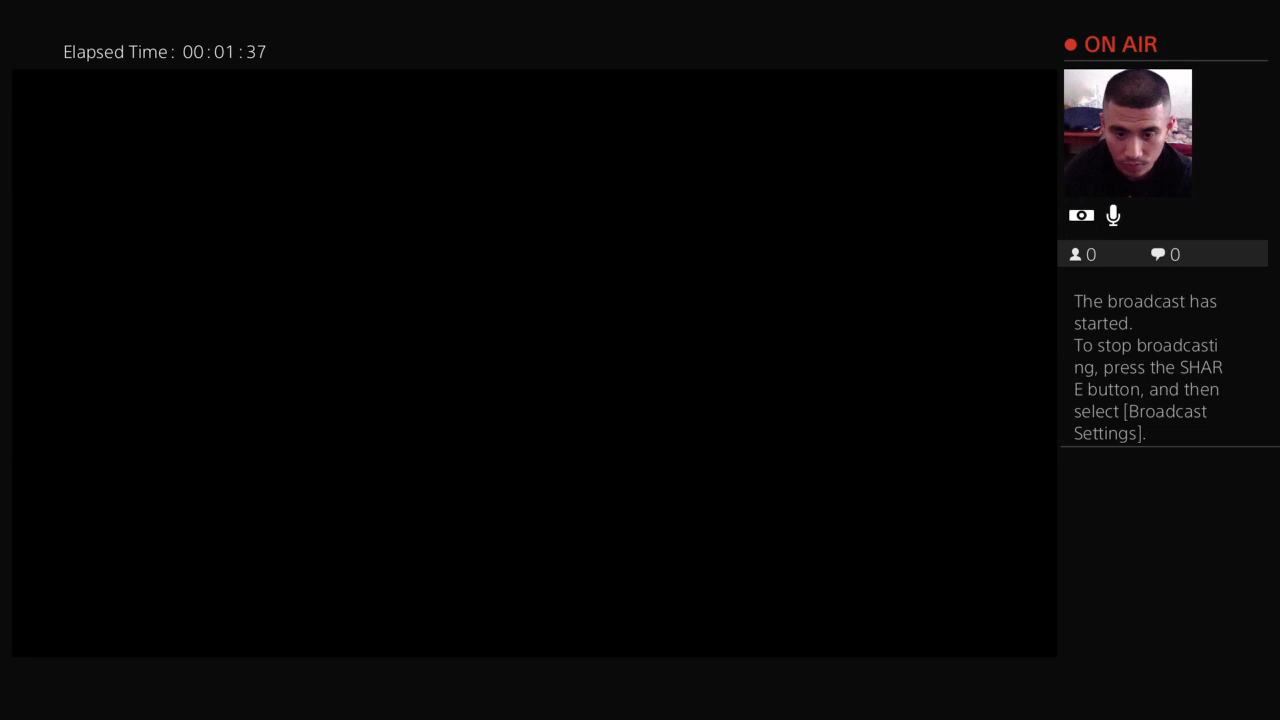 Elapsed Time: 00:01:37
ON AIR
0 0
The broadcast has
started.
To stop broadcasti
ng, press the SHAR
E button, and then
select [Broadcast
Settings].